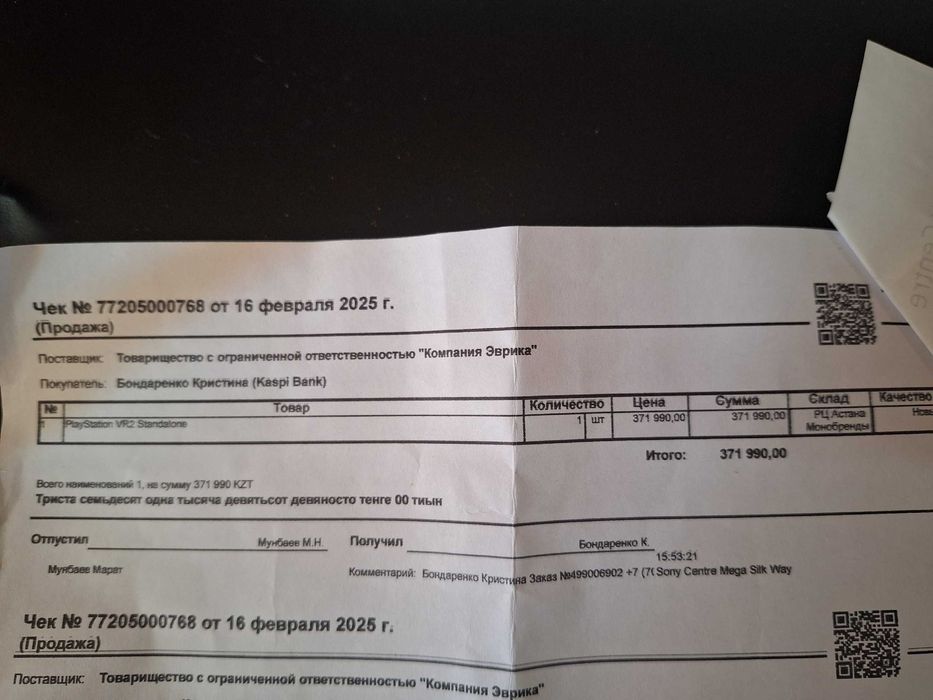 Чек № 77205000768 от 16 февраля 2025 г.
(Продажа)
Поставщик: Товарищество с ограниченной ответственностью "Компания Эврика"
Покупатель: Бондаренко Кристина (Kaspi Bank)
№ Товар Количество Цена Сумма Склад Качество
1 PlayStation VR2 Standalone 1 шт 371 990,00 371 990,00 РЦ Астана Монобренды Новы
Итого: 371 990,00
Всего наименований 1, на сумму 371 990 KZT
Триста семьдесят одна тысяча девятьсот девяносто тенге 00 тиын
Отпустил Мунбаев М.Н. Получил Бондаренко К.
15:53:21
Мунбаев Марат Комментарий: Бондаренко Кристина Заказ №499006902 +7 (7( Sony Centre Mega Silk Way
Чек № 77205000768 от 16 февраля 2025 г.
(Продажа)
Поставщик: Товарищество с ограниченной ответственностью "Компания Эврика"